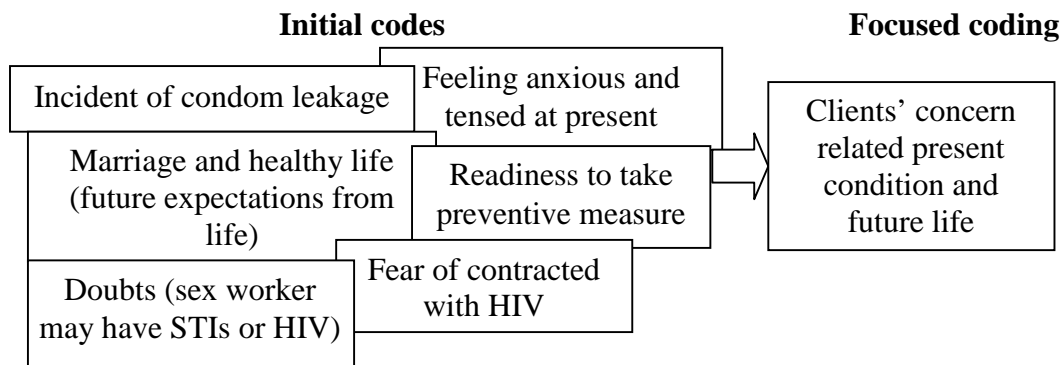 Initial codes
Focused coding
Incident of condom leakage
Feeling anxious and
tensed at present
Marriage and healthy life
(future expectations from
life)
Readiness to take
preventive measure
Doubts (sex worker
may have STIs or HIV)
Fear of contracted
with HIV
Clients’ concern
related present
condition and
future life